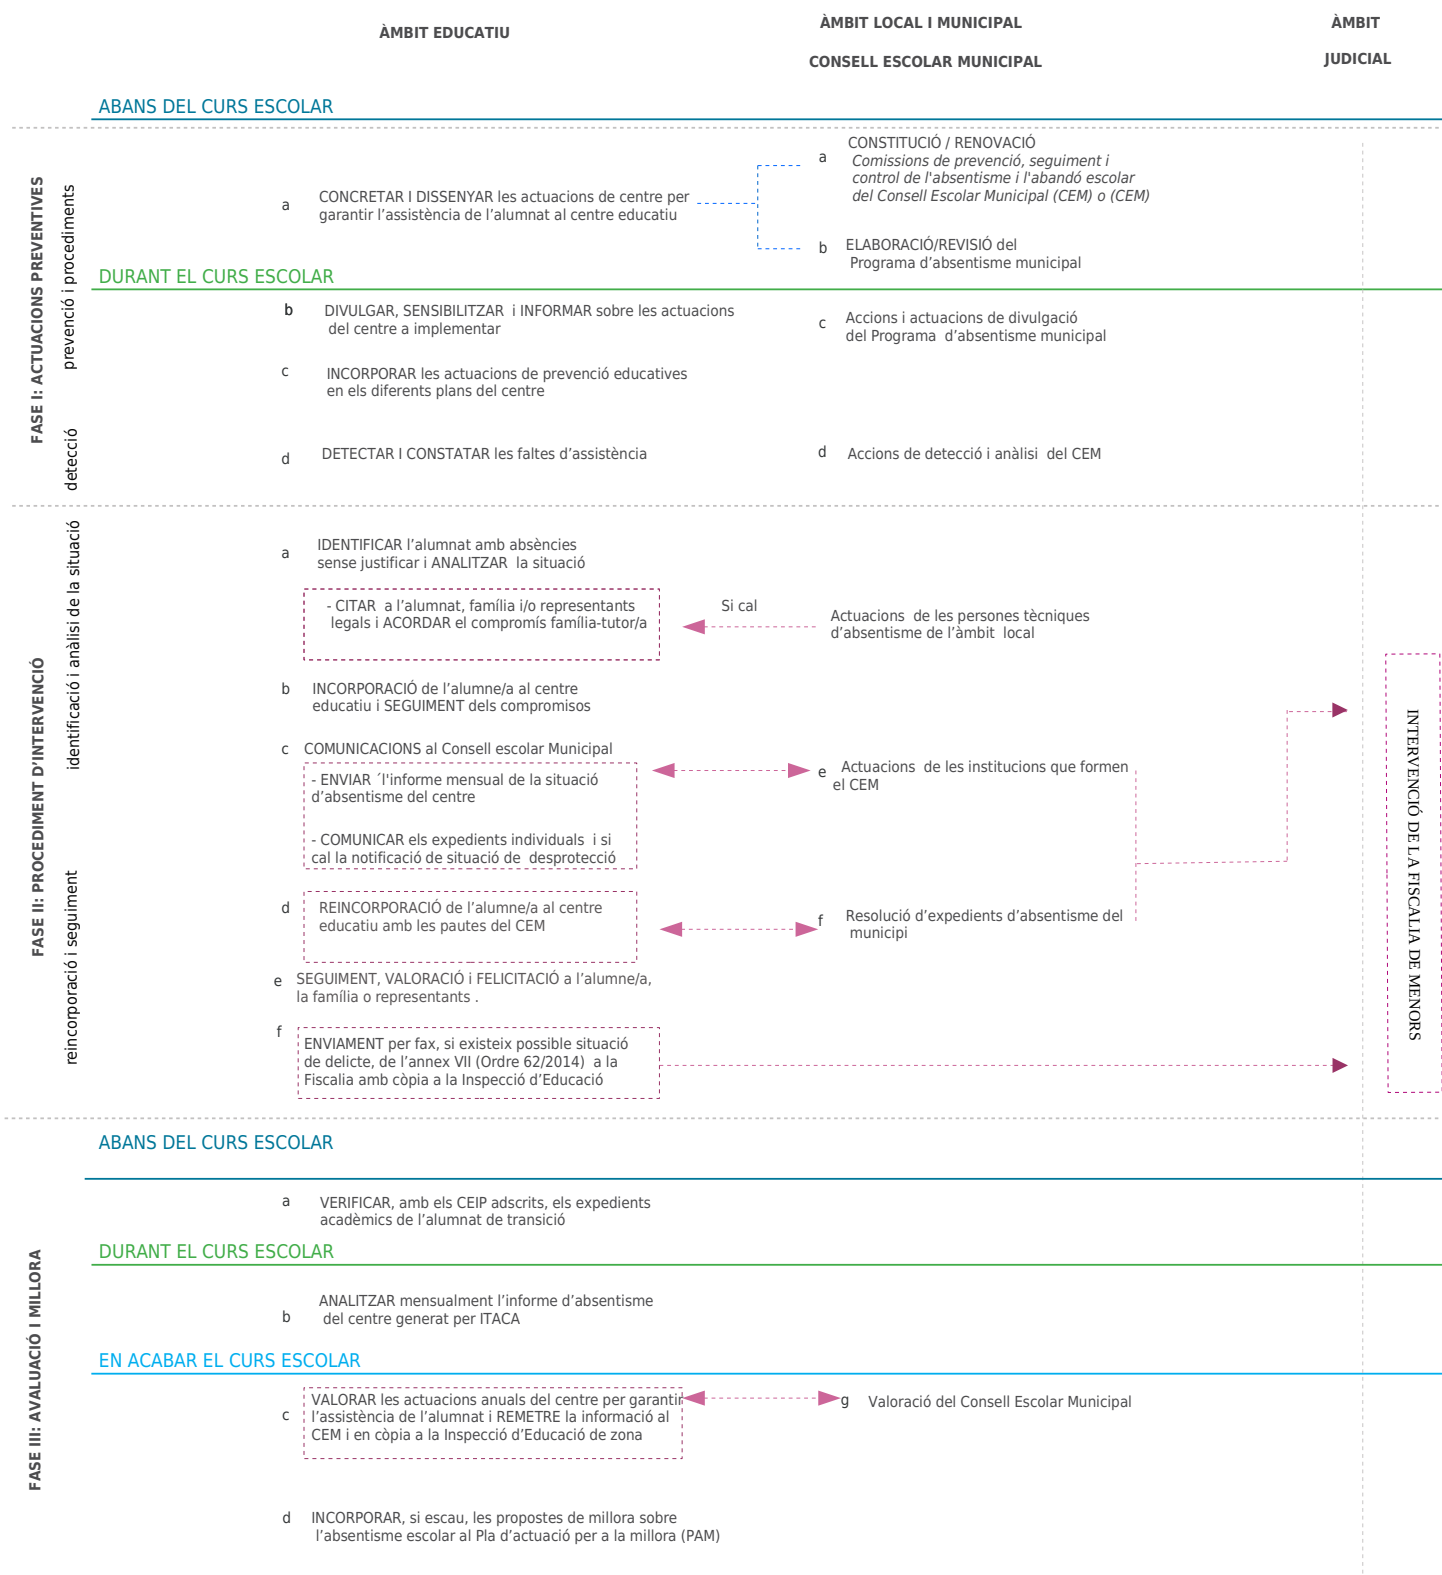 ÀMBIT EDUCATIU
ÀMBIT LOCAL I MUNICIPAL
CONSELL ESCOLAR MUNICIPAL
ÀMBIT
JUDICIAL
ABANS DEL CURS ESCOLAR
FASE I: ACTUACIONS PREVENTIVES
prevenció i procediments
a
CONCRETAR I DISSENYAR les actuacions de centre per
garantir l’assistència de l’alumnat al centre educatiu
a
CONSTITUCIÓ / RENOVACIÓ
Comissions de prevenció, seguiment i
control de l'absentisme i l'abandó escolar
del Consell Escolar Municipal (CEM) o (CEM)
b
ELABORACIÓ/REVISIÓ del
Programa d’absentisme municipal
DURANT EL CURS ESCOLAR
b
DIVULGAR, SENSIBILITZAR i INFORMAR sobre les actuacions
del centre a implementar
c
Accions i actuacions de divulgació
del Programa d’absentisme municipal
c
INCORPORAR les actuacions de prevenció educatives
en els diferents plans del centre
detecció
d
DETECTAR I CONSTATAR les faltes d’assistència
d
Accions de detecció i anàlisi del CEM
FASE II: PROCEDIMENT D’INTERVENCIÓ
identificació i anàlisi de la situació
a
IDENTIFICAR l’alumnat amb absències
sense justificar i ANALITZAR la situació
- CITAR a l’alumnat, família i/o representants
legals i ACORDAR el compromís família-tutor/a
Si cal
Actuacions de les persones tècniques
d’absentisme de l’àmbit local
b
INCORPORACIÓ de l’alumne/a al centre
educatiu i SEGUIMENT dels compromisos
c
COMUNICACIONS al Consell escolar Municipal
- ENVIAR ´l'informe mensual de la situació
d’absentisme del centre
- COMUNICAR els expedients individuals i si
cal la notificació de situació de desprotecció
e
Actuacions de les institucions que formen
el CEM
INTERVENCIÓ DE LA FISCALIA DE MENORS
reincorporació i seguiment
d
REINCORPORACIÓ de l’alumne/a al centre
educatiu amb les pautes del CEM
f
Resolució d’expedients d’absentisme del
municipi
e
SEGUIMENT, VALORACIÓ i FELICITACIÓ a l’alumne/a,
la família o representants .
f
ENVIAMENT per fax, si existeix possible situació
de delicte, de l’annex VII (Ordre 62/2014) a la
Fiscalia amb còpia a la Inspecció d’Educació
ABANS DEL CURS ESCOLAR
FASE III: AVALUACIÓ I MILLORA
a
VERIFICAR, amb els CEIP adscrits, els expedients
acadèmics de l’alumnat de transició
DURANT EL CURS ESCOLAR
b
ANALITZAR mensualment l’informe d’absentisme
del centre generat per ITACA
EN ACABAR EL CURS ESCOLAR
c
VALORAR les actuacions anuals del centre per garantir
l’assistència de l’alumnat i REMETRE la informació al
CEM i en còpia a la Inspecció d’Educació de zona
g
Valoració del Consell Escolar Municipal
d
INCORPORAR, si escau, les propostes de millora sobre
l’absentisme escolar al Pla d’actuació per a la millora (PAM)